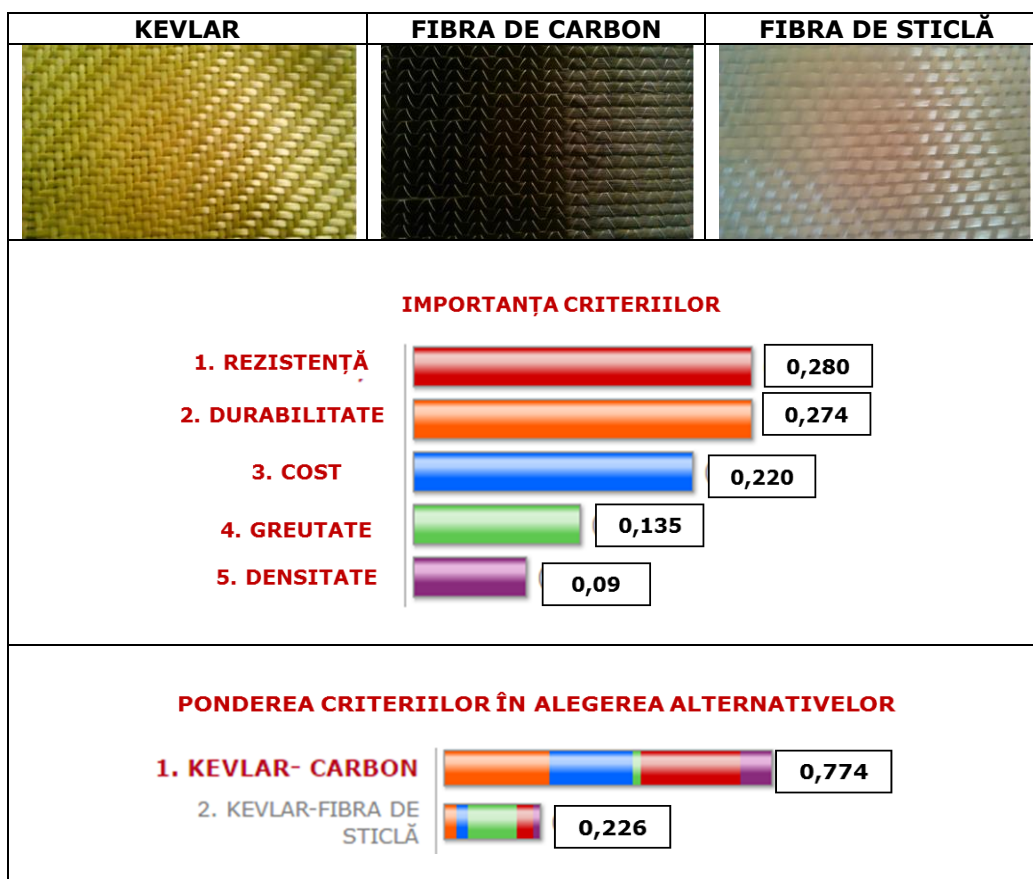 KEVLAR
FIBRA DE CARBON
FIBRA DE STICLĂ
IMPORTANȚA CRITERIILOR
1. REZISTENȚĂ
0,280
2. DURABILITATE
0,274
3. COST
0,220
4. GREUTATE
0,135
5. DENSITATE
0,09
PONDEREA CRITERIILOR ÎN ALEGEREA ALTERNATIVELOR
1. KEVLAR- CARBON
0,774
2. KEVLAR-FIBRA DE
STICLĂ
0,226